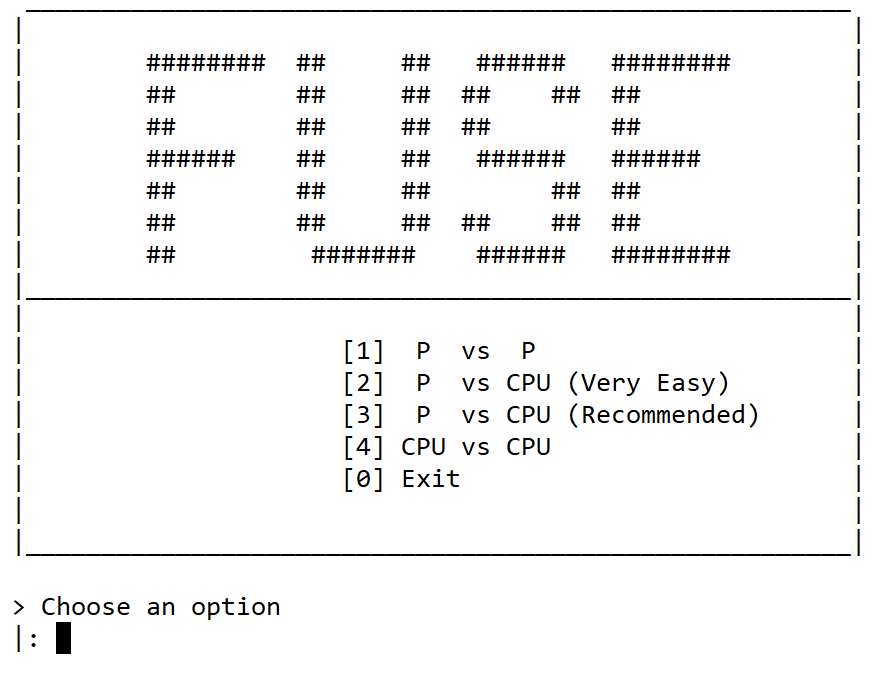 FUSE
[1] P vs P
[2] P vs CPU (Very Easy)
[3] P vs CPU (Recommended)
[4] CPU vs CPU
[0] Exit
> Choose an option
|: